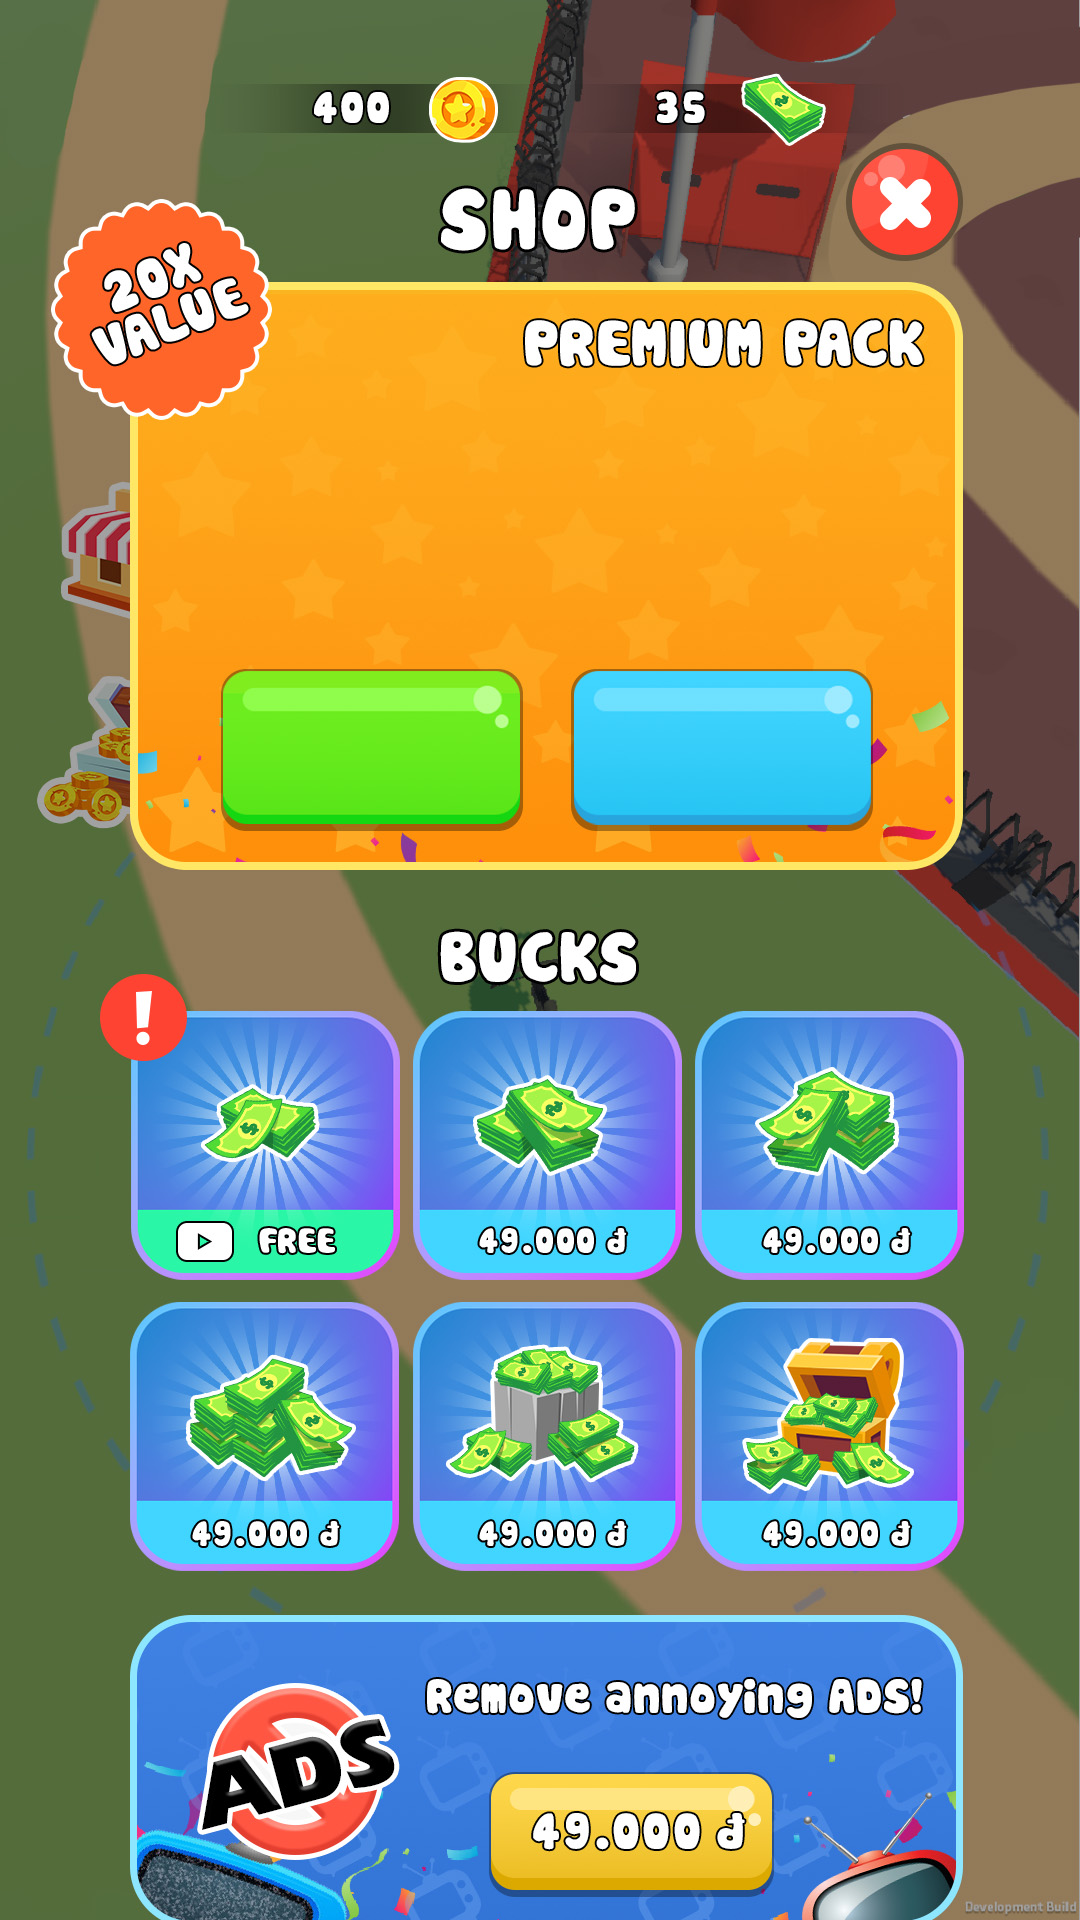 400
35
SHOP
20X
VALUE
PREMIUM PACK
BUCKS
!
FREE
49.000 đ
49.000 đ
49.000 đ
49.000 đ
49.000 đ
Remove annoying ADS!
ADS
49.000 đ
Development Build